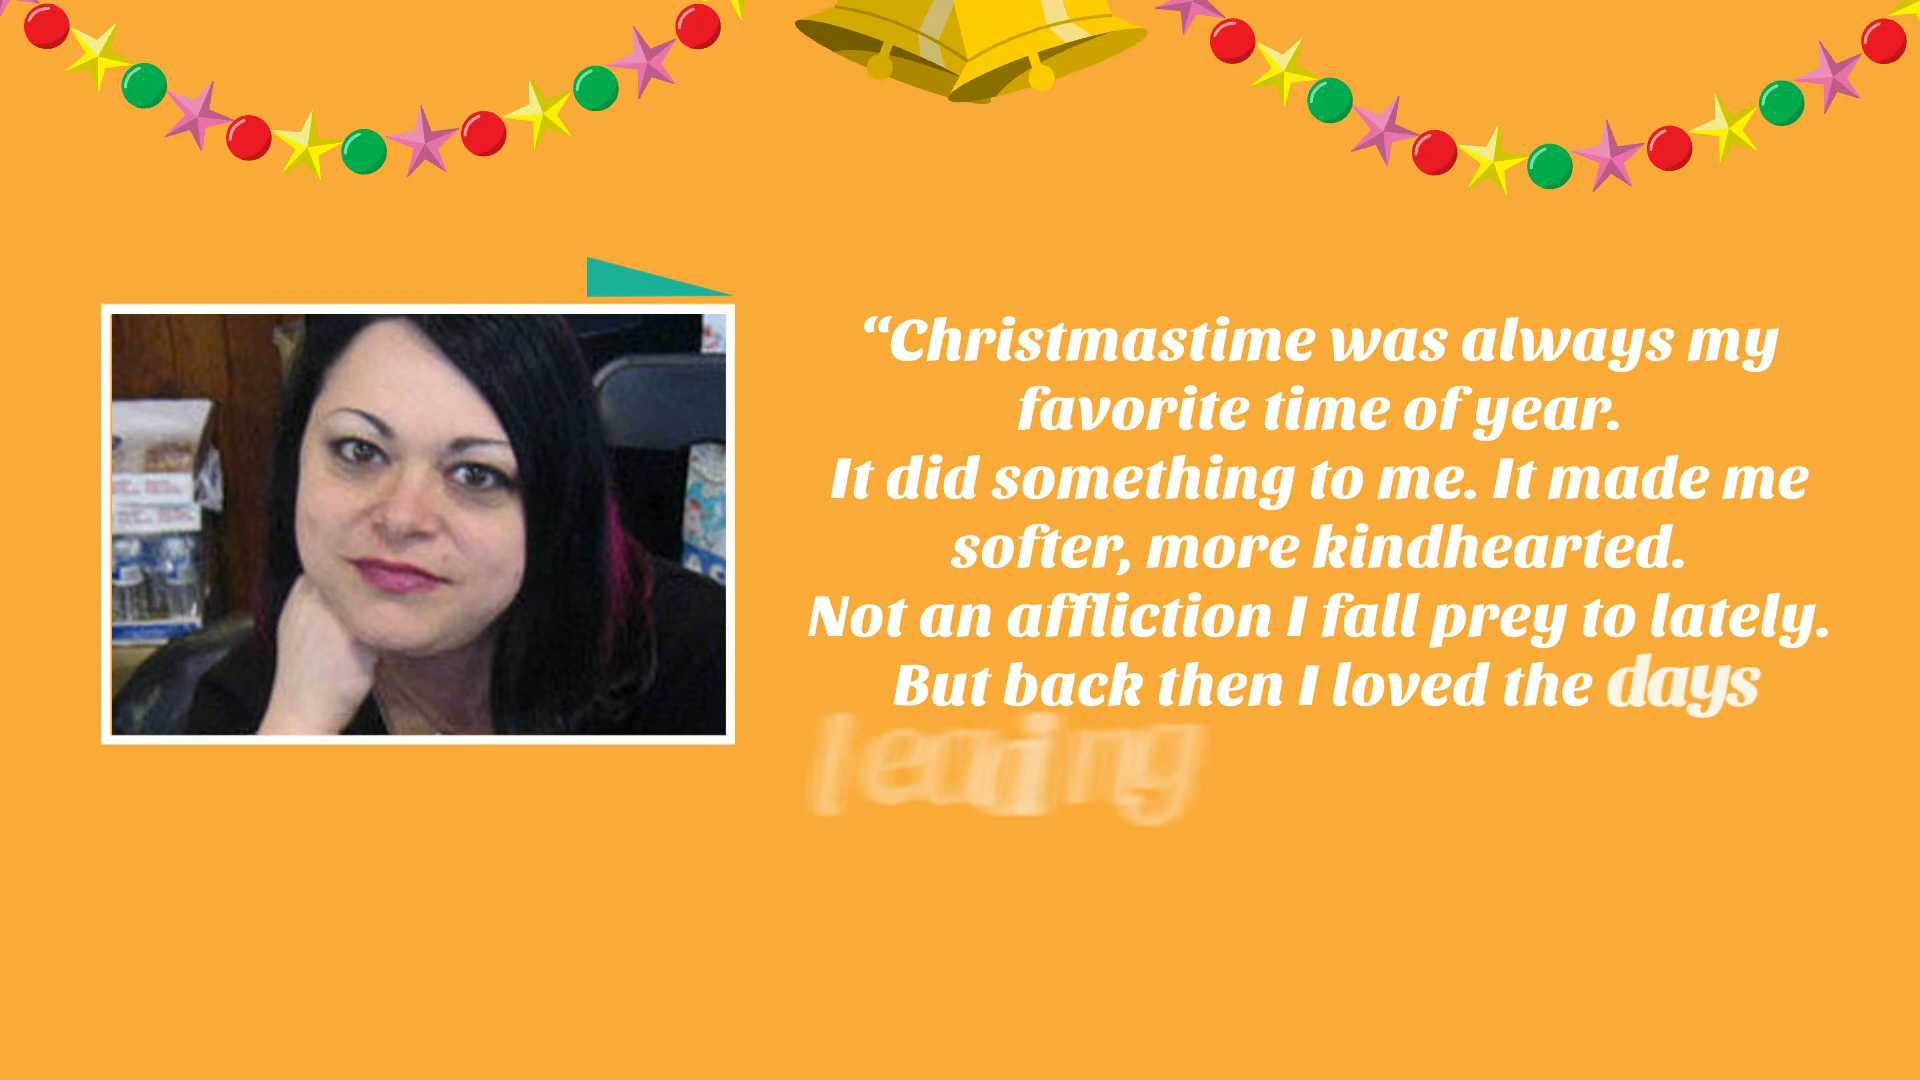 “Christmastime was always my
favorite time of year.
It did something to me. It made me
softer, more kindhearted.
Not an affliction I fall prey to lately.
But back then I loved the days
leading